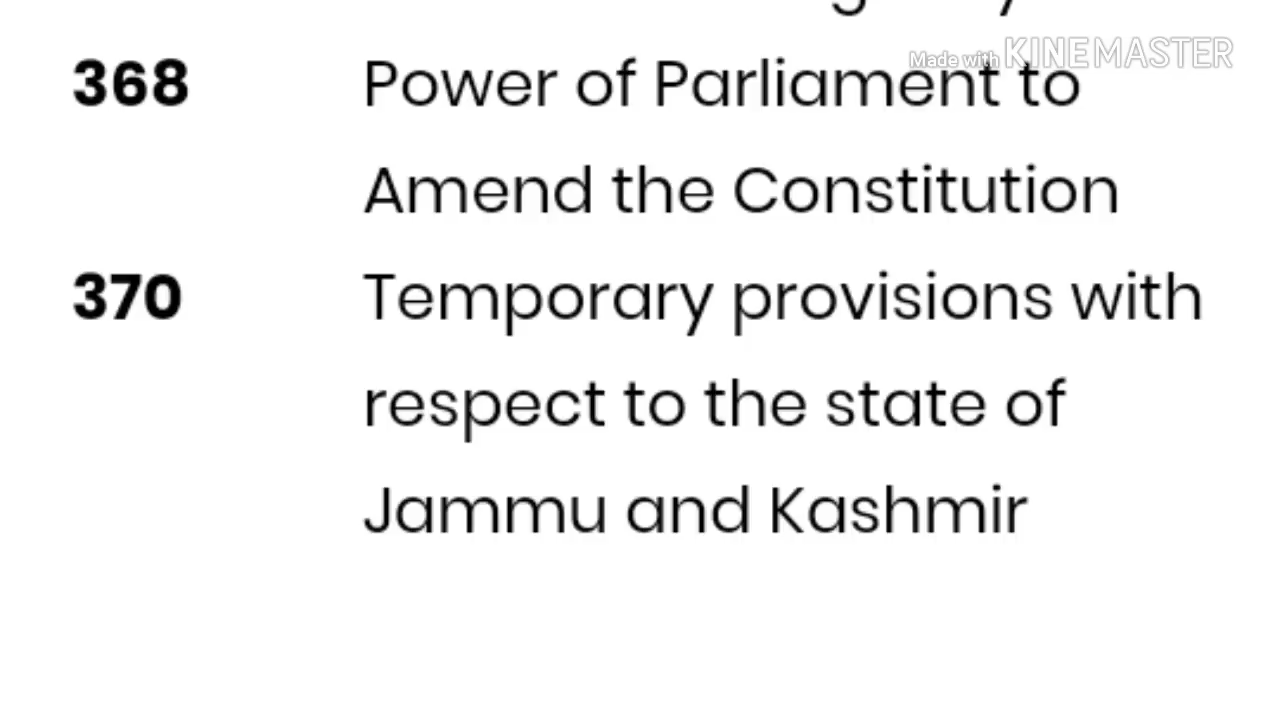 Made with KINEMASTER
368 Power of Parliament to
Amend the Constitution
370 Temporary provisions with
respect to the state of
Jammu and Kashmir